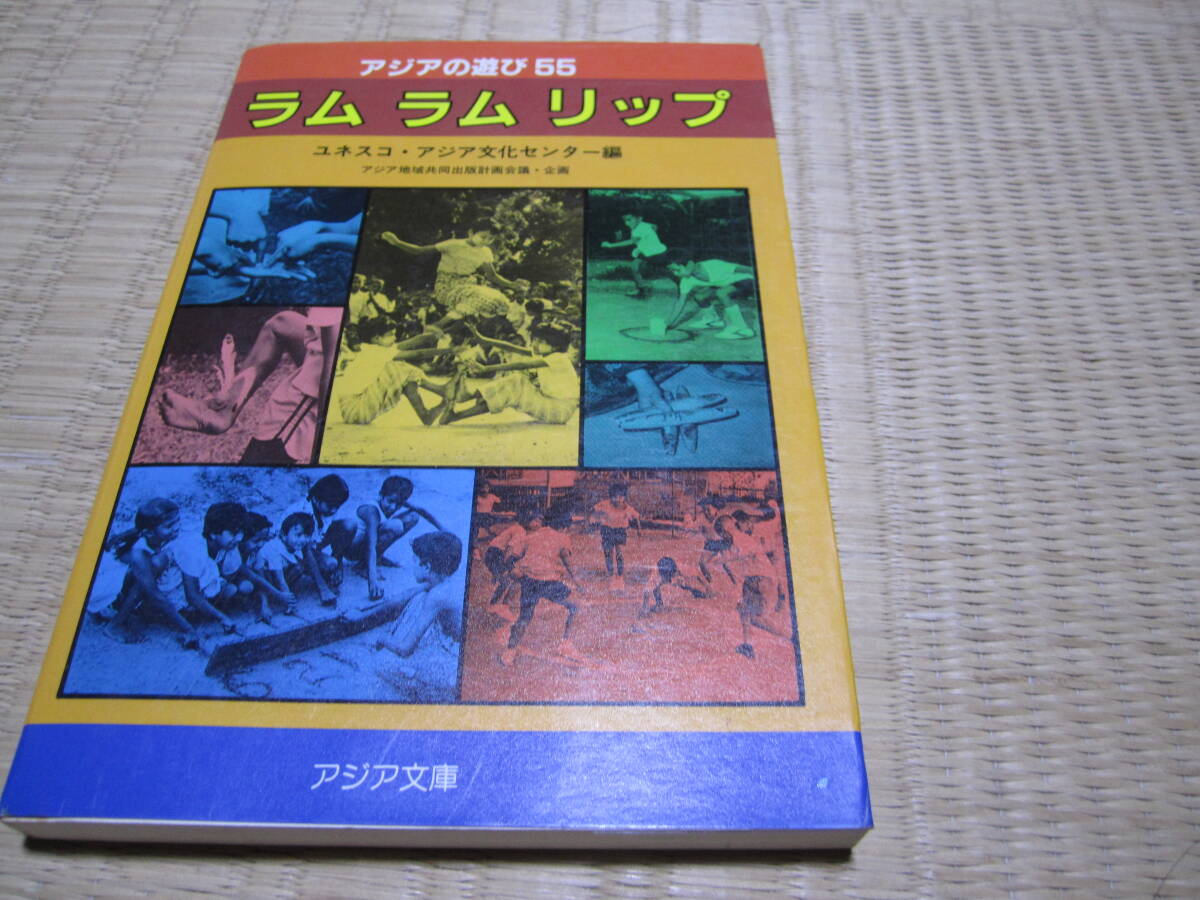 アジアの遊び 55
ラム ラム リップ
ユネスコ・アジア文化センター編
アジア地域共同出版計画会議・企画
アジア文庫